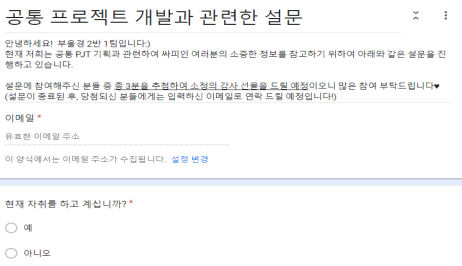 공통 프로젝트 개발과 관련한 설문
안녕하세요! 부울경 2반 1팀입니다:)
현재 저희는 공통 PJT 기획과 관련하여 싸피인 여러분의 소중한 정보를 참고하기 위하여 아래와 같은 설문을 진
행하고 있습니다.
설문에 참여해주신 분들 중 총 3분을 추첨하여 소정의 감사 선물을 드릴 예정이오니 많은 참여 부탁드립니다♥
(설문이 종료된 후, 당첨되신 분들에게는 입력하신 이메일로 연락 드릴 예정입니다!)
이메일 *
유효한 이메일 주소
이 양식에서는 이메일 주소가 수집됩니다. 설정 변경
현재 자취를 하고 계십니까? *
예
아니오